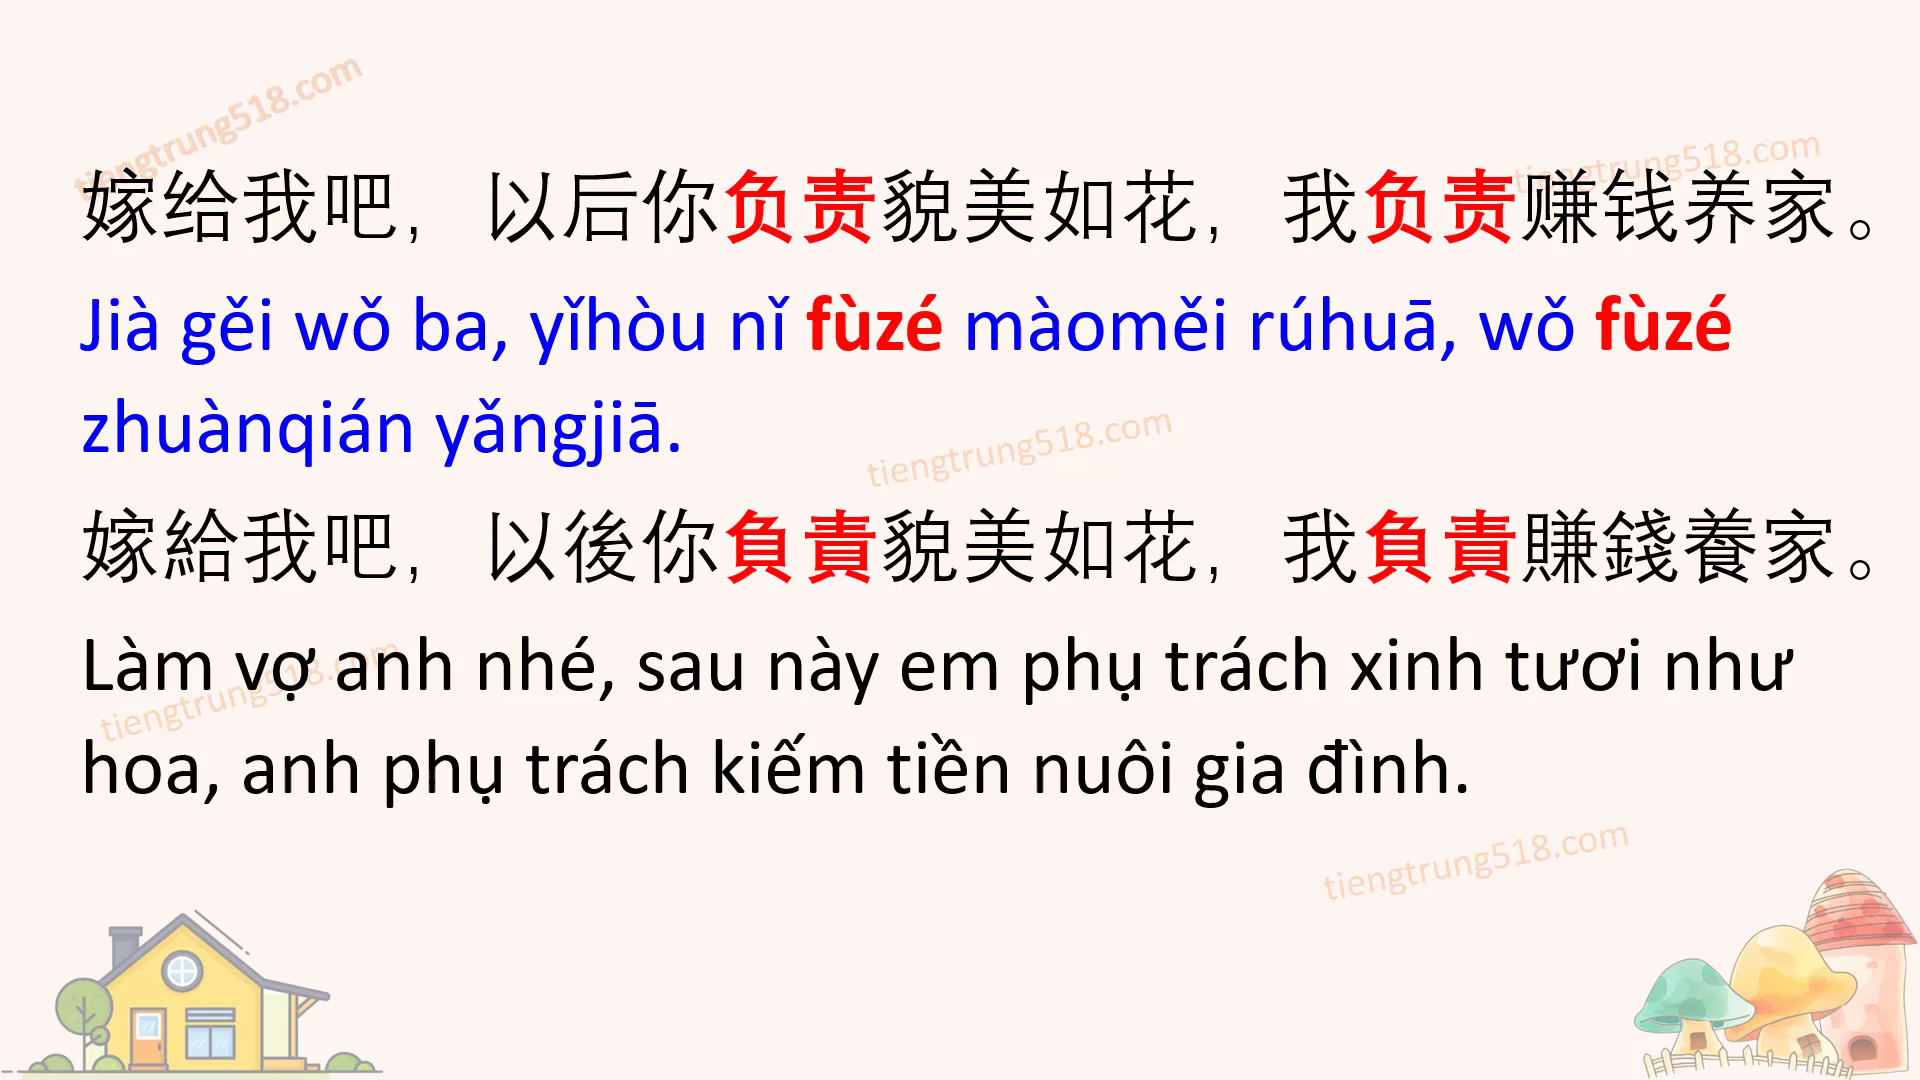 tiengtrung518.com
tiengtrung518.com
嫁给我吧，以后你负责貌美如花，我负责赚钱养家。
Jià gěi wǒ ba, yǐhòu nǐ fùzé màoměi rúhuā, wǒ fùzé
zhuànqián yǎngjiā.
tiengtrung518.com
嫁給我吧，以後你負責貌美如花，我負責賺錢養家。
Làm vợ anh nhé, sau này em phụ trách xinh tươi như
tiengtrung518.com
hoa, anh phụ trách kiếm tiền nuôi gia đình.
tiengtrung518.com